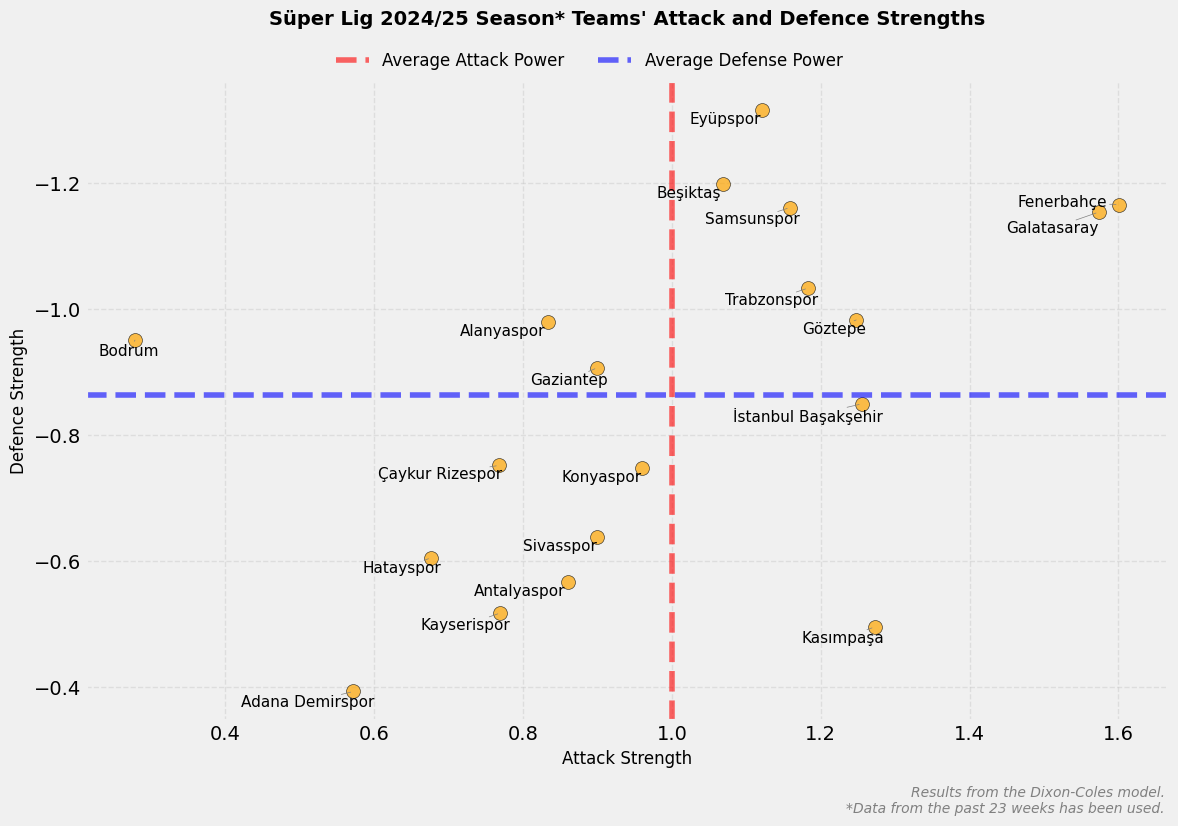 Süper Lig 2024/25 Season* Teams' Attack and Defence Strengths
Average Attack Power
Average Defense Power
Eyüpspor
Beşiktaş
Samsunspor
Fenerbahçe
Galatasaray
Trabzonspor
Göztepe
Alanyaspor
Bodrum
Gaziantep
İstanbul Başakşehir
Çaykur Rizespor
Konyaspor
Sivasspor
Hatayspor
Antalyaspor
Kayserispor
Kasımpaşa
Adana Demirspor
−1.2
−1.0
−0.8
−0.6
−0.4
Defence Strength
0.4
0.6
0.8
1.0
1.2
1.4
1.6
Attack Strength
Results from the Dixon-Coles model.
*Data from the past 23 weeks has been used.